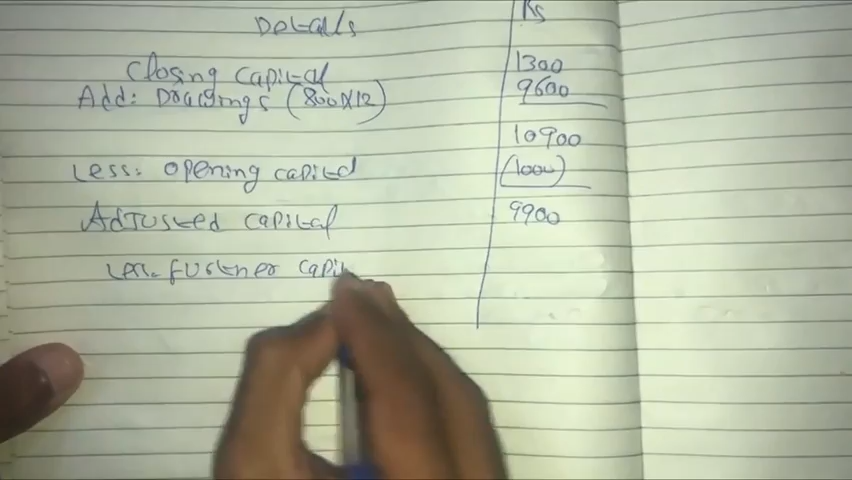 Details Rs
Closing capital 1300
Add: Drawings (800X12) 9600
10900
Less: opening capital (1000)
Adjusted capital 9900
Less. furthner capi